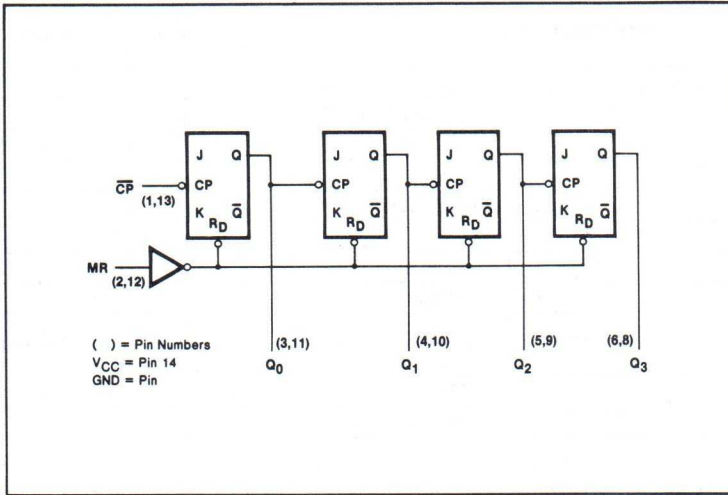 J Q J Q J Q J Q
C̅P̅ CP CP CP CP
(1,13)
K R_D Q̅ K R_D Q̅ K R_D Q̅ K R_D Q̅
MR
(2,12)
( ) = Pin Numbers (3,11) (4,10) (5,9) (6,8)
V_CC = Pin 14
Q₀ Q₁ Q₂ Q₃
GND = Pin